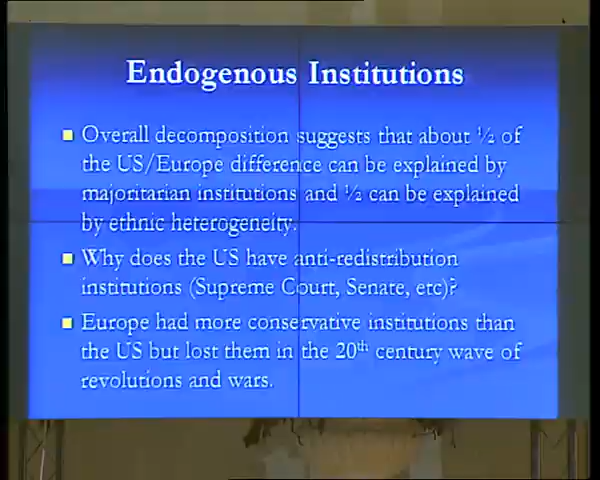 Endogenous Institutions
Overall decomposition suggests that about ½ of
the US/Europe difference can be explained by
majoritarian institutions and ½ can be explained
by ethnic heterogeneity.
Why does the US have anti-redistribution
institutions (Supreme Court, Senate, etc)?
Europe had more conservative institutions than
the US but lost them in the 20th century wave of
revolutions and wars.